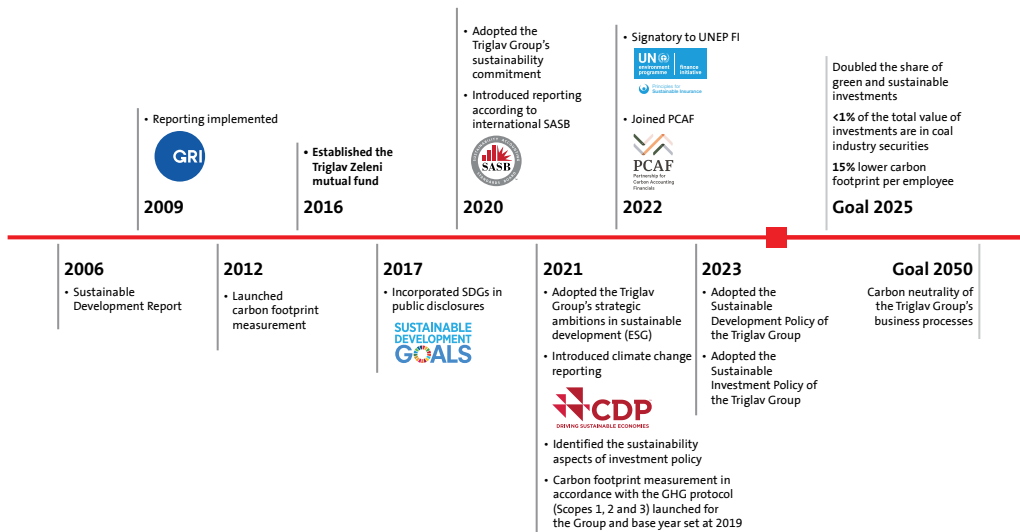 • Reporting implemented
GRI
2009
• Established the
Triglav Zeleni
mutual fund
2016
• Adopted the
Triglav Group’s
sustainability
commitment
• Introduced reporting
according to
international SASB
SASB
2020
• Signatory to UNEP FI
UN
environment
programme
finance
initiative
Principles for
Sustainable Insurance
• Joined PCAF
PCAF
Partnership for
Carbon Accounting
Financials
2022
Doubled the share of
green and sustainable
investments
<1% of the total value of
investments are in coal
industry securities
15% lower carbon
footprint per employee
Goal 2025
2006
• Sustainable
Development Report
2012
• Launched
carbon footprint
measurement
2017
• Incorporated SDGs in
public disclosures
SUSTAINABLE
DEVELOPMENT
GOALS
2021
• Adopted the Triglav
Group’s strategic
ambitions in sustainable
development (ESG)
• Introduced climate change
reporting
CDP
DRIVING SUSTAINABLE ECONOMIES
• Identified the sustainability
aspects of investment policy
• Carbon footprint measurement in
accordance with the GHG protocol
(Scopes 1, 2 and 3) launched for
the Group and base year set at 2019
2023
• Adopted the
Sustainable
Development Policy of
the Triglav Group
• Adopted the
Sustainable
Investment Policy of
the Triglav Group
Goal 2050
Carbon neutrality of
the Triglav Group’s
business processes